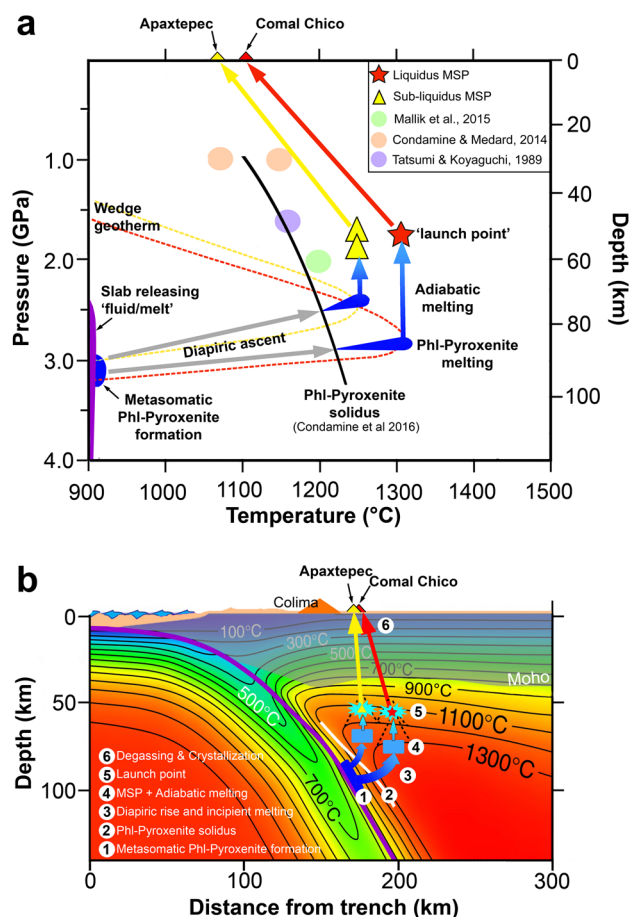 a
Apaxtepec
Comal Chico
Liquidus MSP
Sub-liquidus MSP
Mallik et al., 2015
Condamine & Medard, 2014
Tatsumi & Koyaguchi, 1989
Pressure (GPa)
1.0
2.0
3.0
4.0
Depth (km)
0
20
40
60
80
100
Wedge
geotherm
'launch point'
Slab releasing
'fluid/melt'
Adiabatic
melting
Diapiric ascent
Phl-Pyroxenite
melting
Metasomatic
Phl-Pyroxenite
formation
Phl-Pyroxenite
solidus
(Condamine et al 2016)
900
1000
1100
1200
1300
1400
1500
Temperature (°C)
b
Apaxtepec
Comal Chico
Colima
6
100°C
300°C
500°C
700°C
Moho
900°C
500°C
5
1100°C
4
1300°C
3
700°C
1
2
6 Degassing & Crystallization
5 Launch point
4 MSP + Adiabatic melting
3 Diapiric rise and incipient melting
2 Phl-Pyroxenite solidus
1 Metasomatic Phl-Pyroxenite formation
Depth (km)
0
50
100
0
100
200
300
Distance from trench (km)